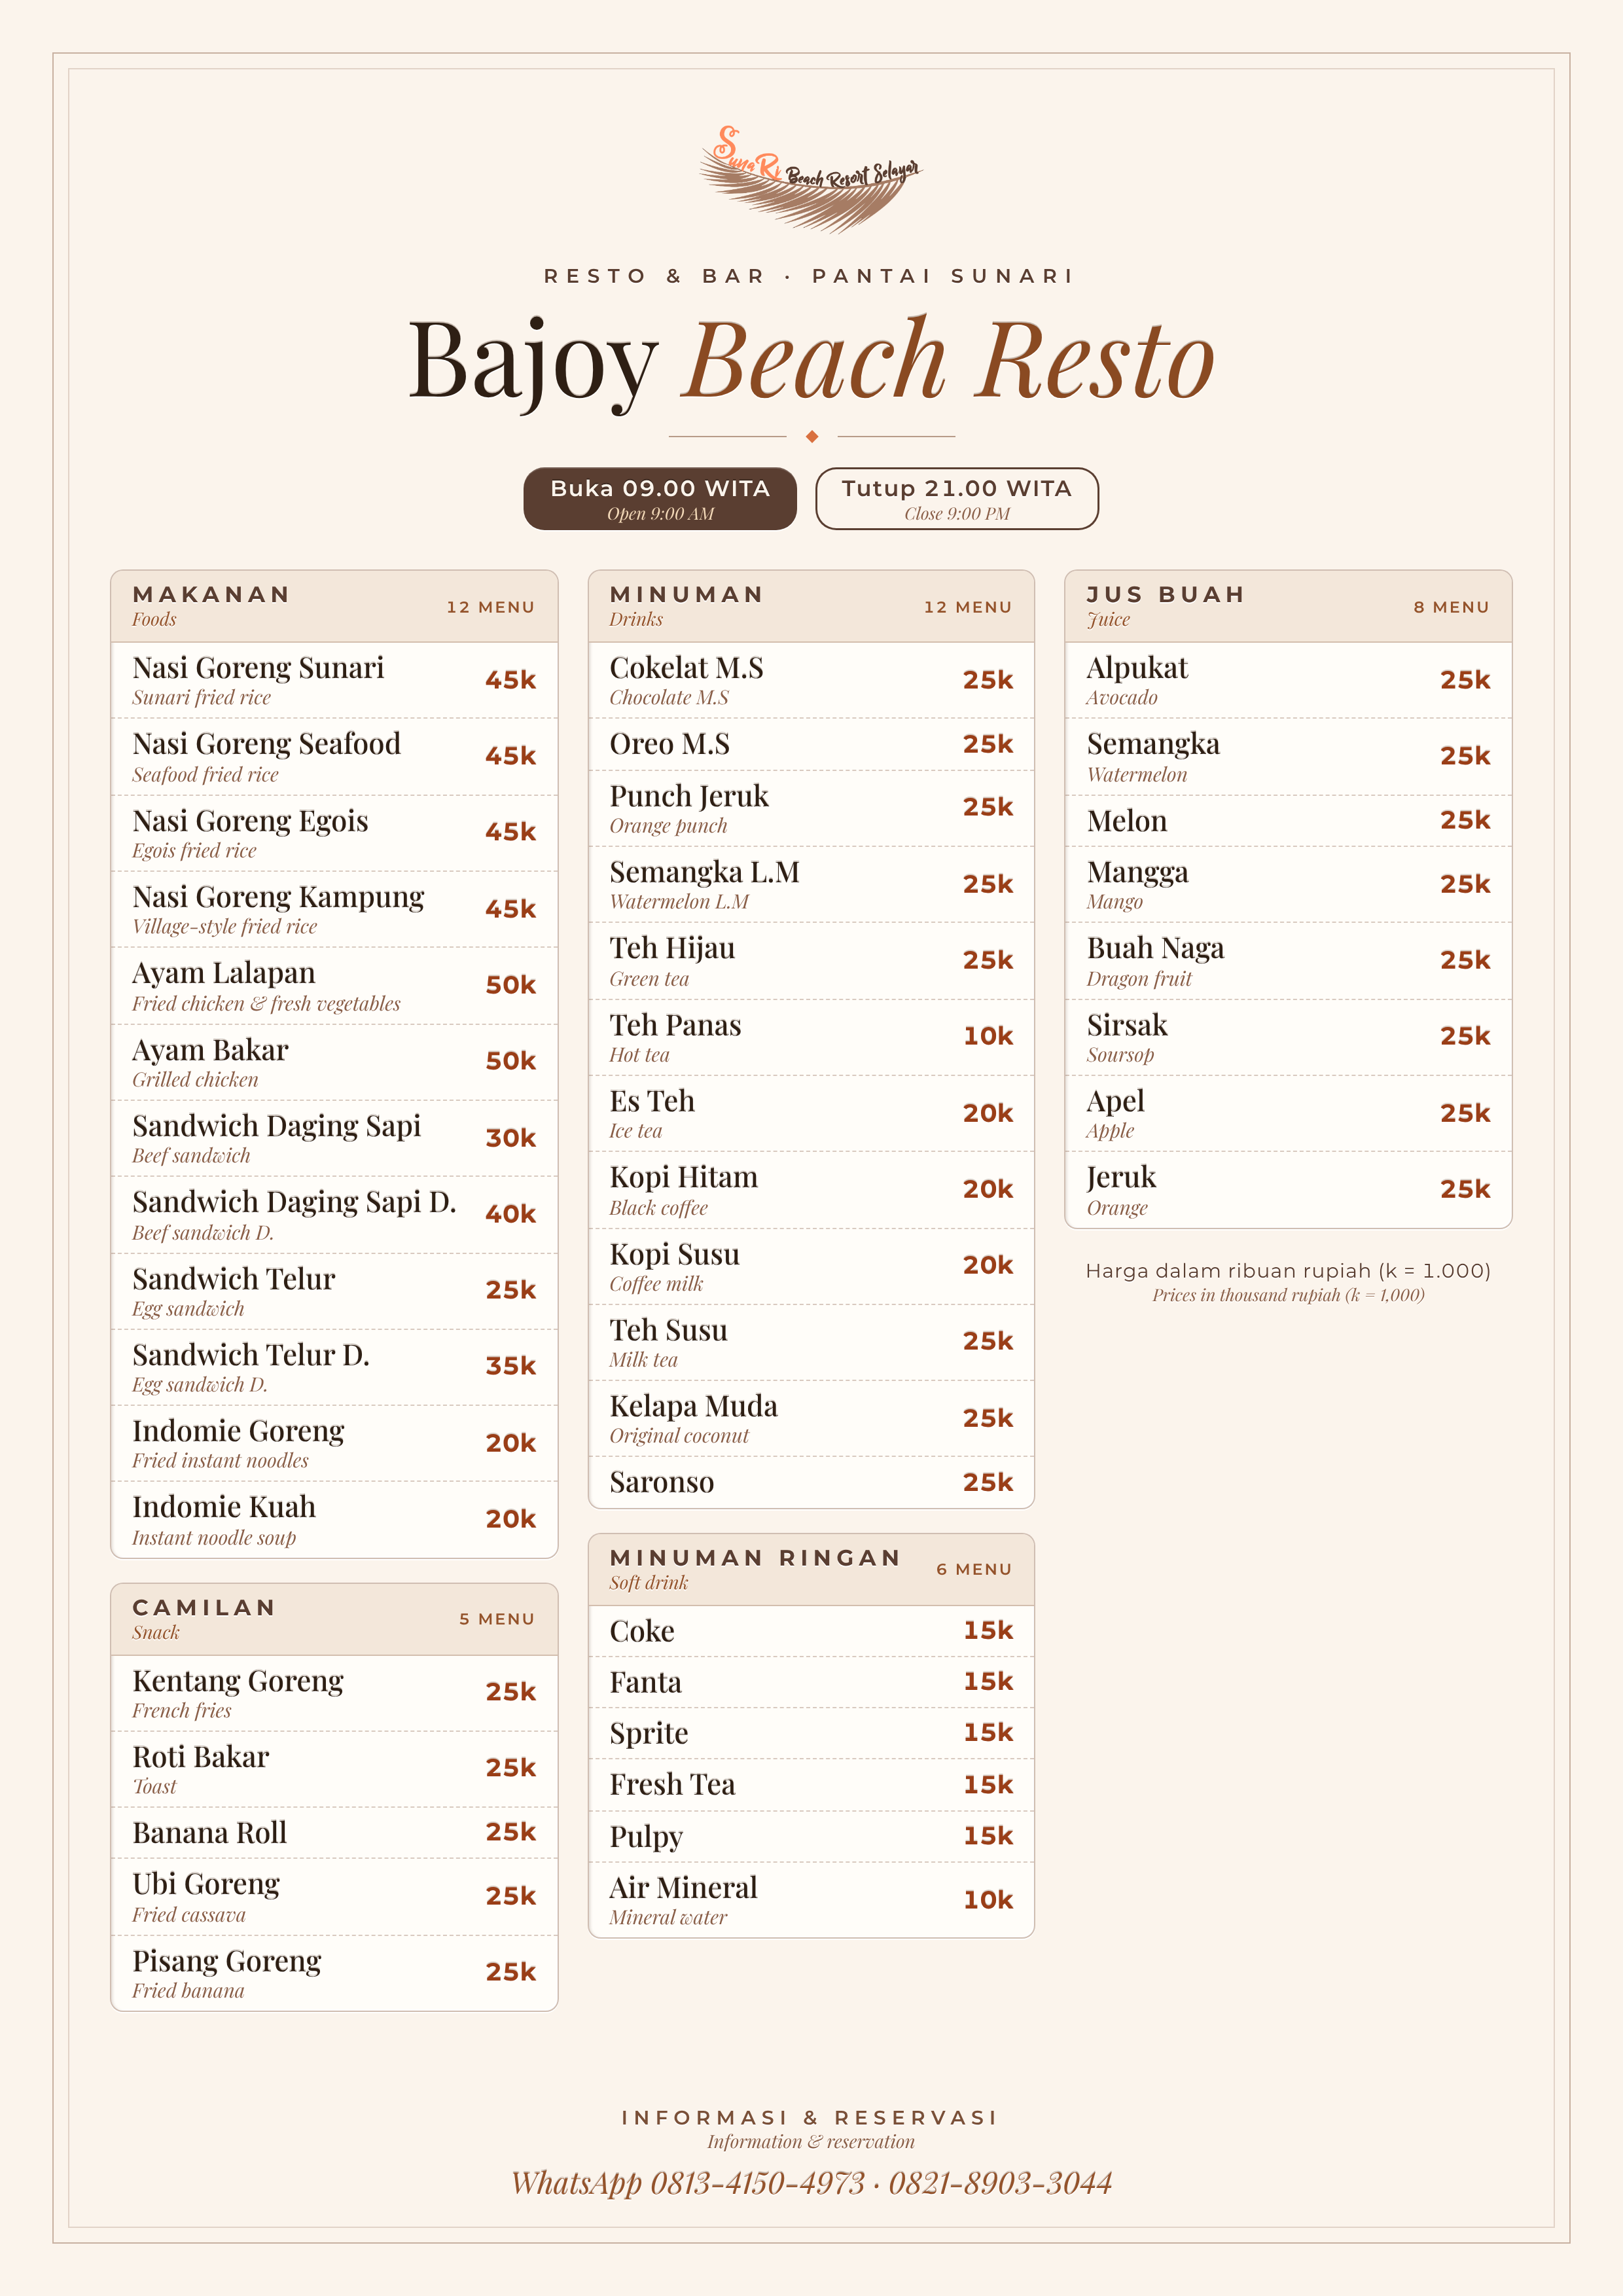 SunaRi Beach Resort Selayar
RESTO & BAR · PANTAI SUNARI
Bajoy Beach Resto
Buka 09.00 WITA
Open 9:00 AM
Tutup 21.00 WITA
Close 9:00 PM
MAKANAN
Foods
12 MENU
Nasi Goreng Sunari 45k
Sunari fried rice
Nasi Goreng Seafood 45k
Seafood fried rice
Nasi Goreng Egois 45k
Egois fried rice
Nasi Goreng Kampung 45k
Village-style fried rice
Ayam Lalapan 50k
Fried chicken & fresh vegetables
Ayam Bakar 50k
Grilled chicken
Sandwich Daging Sapi 30k
Beef sandwich
Sandwich Daging Sapi D. 40k
Beef sandwich D.
Sandwich Telur 25k
Egg sandwich
Sandwich Telur D. 35k
Egg sandwich D.
Indomie Goreng 20k
Fried instant noodles
Indomie Kuah 20k
Instant noodle soup
CAMILAN
Snack
5 MENU
Kentang Goreng 25k
French fries
Roti Bakar 25k
Toast
Banana Roll 25k
Ubi Goreng 25k
Fried cassava
Pisang Goreng 25k
Fried banana
MINUMAN
Drinks
12 MENU
Cokelat M.S 25k
Chocolate M.S
Oreo M.S 25k
Punch Jeruk 25k
Orange punch
Semangka L.M 25k
Watermelon L.M
Teh Hijau 25k
Green tea
Teh Panas 10k
Hot tea
Es Teh 20k
Ice tea
Kopi Hitam 20k
Black coffee
Kopi Susu 20k
Coffee milk
Teh Susu 25k
Milk tea
Kelapa Muda 25k
Original coconut
Saronso 25k
MINUMAN RINGAN
Soft drink
6 MENU
Coke 15k
Fanta 15k
Sprite 15k
Fresh Tea 15k
Pulpy 15k
Air Mineral 10k
Mineral water
JUS BUAH
Juice
8 MENU
Alpukat 25k
Avocado
Semangka 25k
Watermelon
Melon 25k
Mangga 25k
Mango
Buah Naga 25k
Dragon fruit
Sirsak 25k
Soursop
Apel 25k
Apple
Jeruk 25k
Orange
Harga dalam ribuan rupiah (k = 1.000)
Prices in thousand rupiah (k = 1,000)
INFORMASI & RESERVASI
Information & reservation
WhatsApp 0813-4150-4973 · 0821-8903-3044